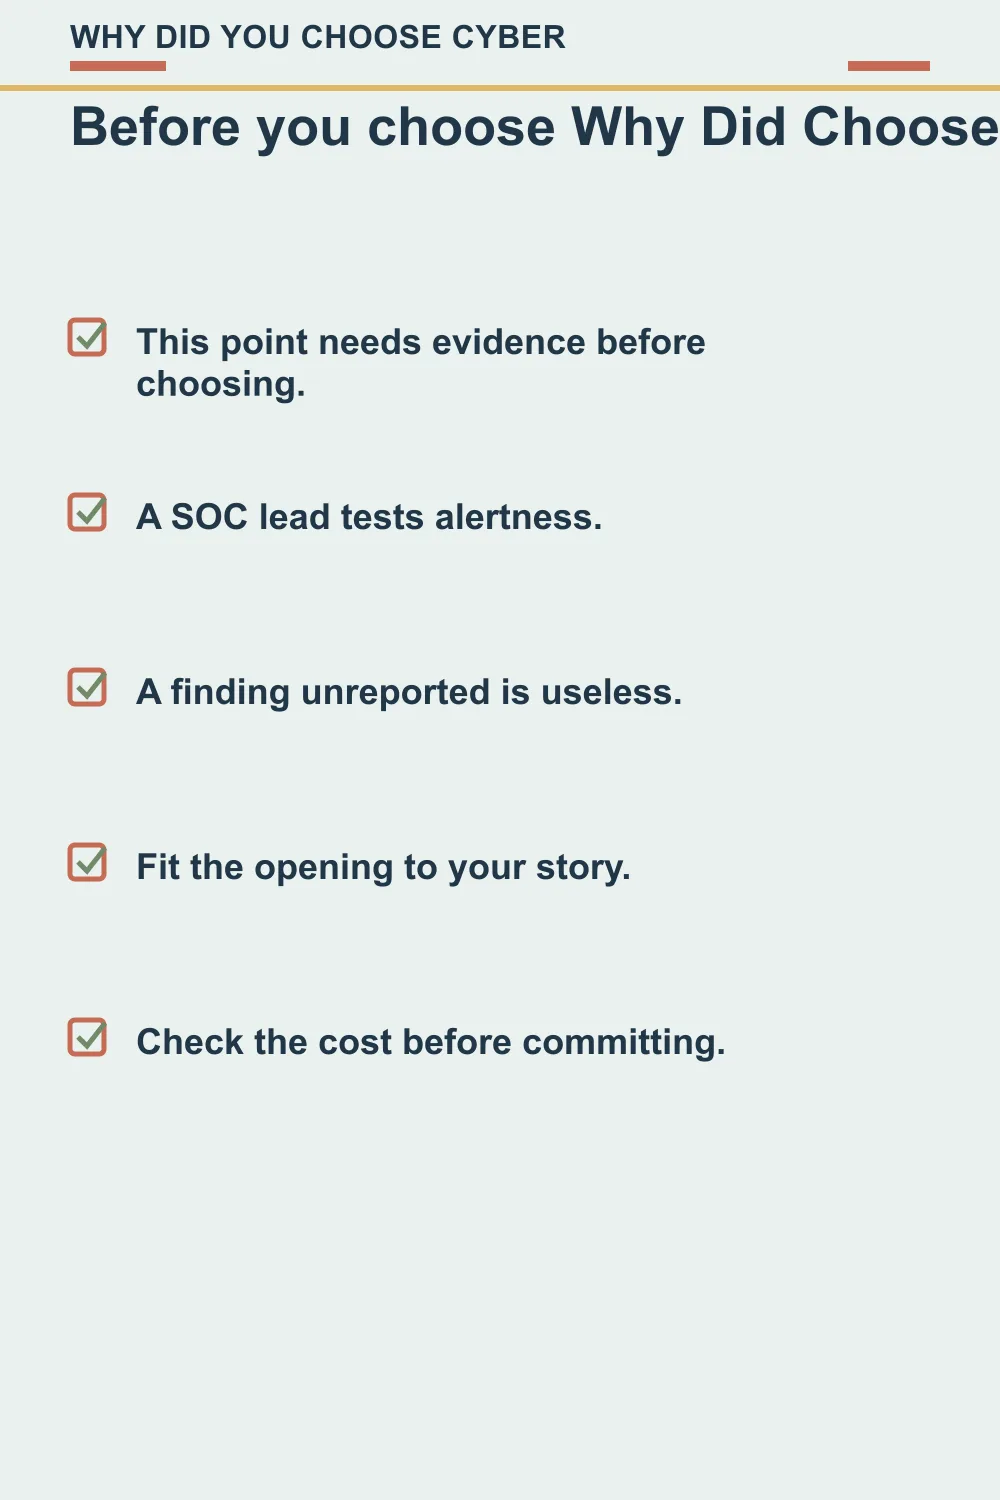 WHY DID YOU CHOOSE CYBER
Before you choose Why Did Choose
This point needs evidence before
choosing.
A SOC lead tests alertness.
A finding unreported is useless.
Fit the opening to your story.
Check the cost before committing.